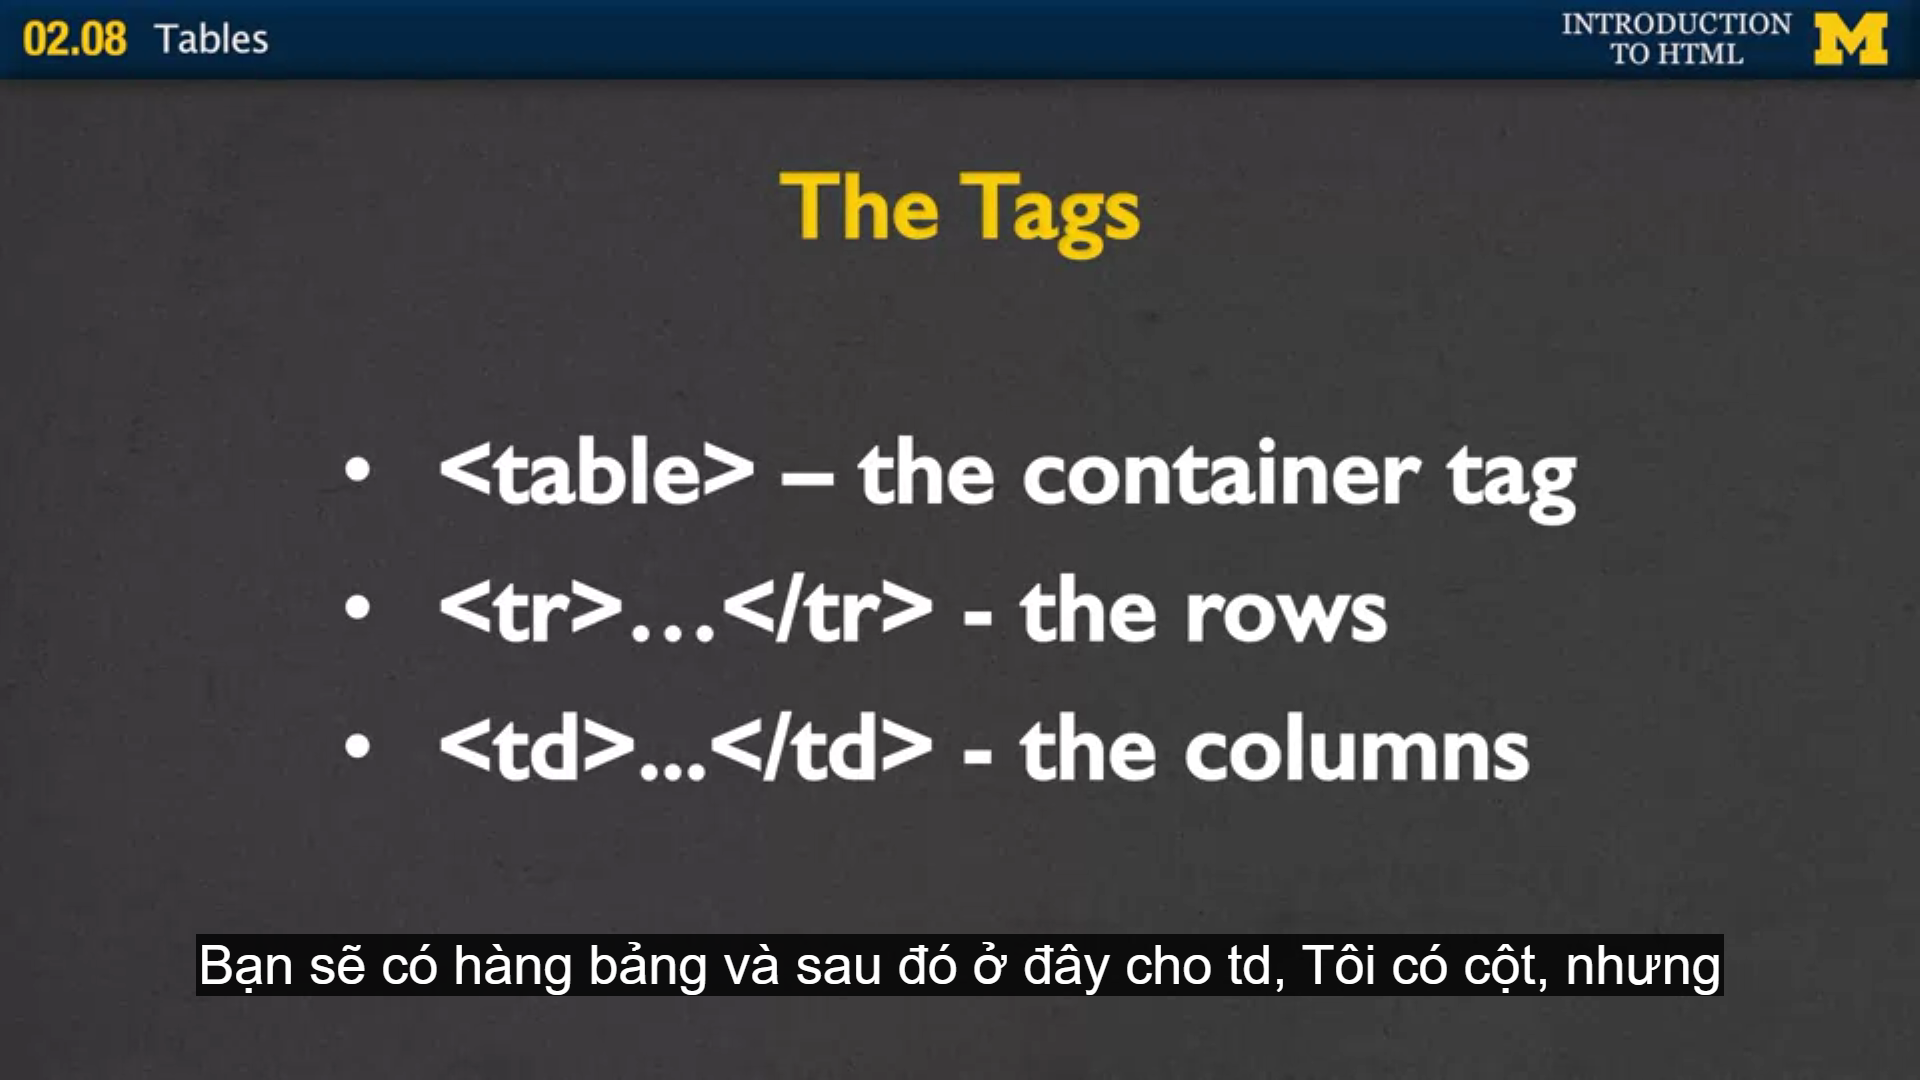 02.08 Tables
INTRODUCTION
TO HTML
M
The Tags
• <table> – the container tag
• <tr>...</tr> - the rows
• <td>...</td> - the columns
Bạn sẽ có hàng bảng và sau đó ở đây cho td, Tôi có cột, nhưng